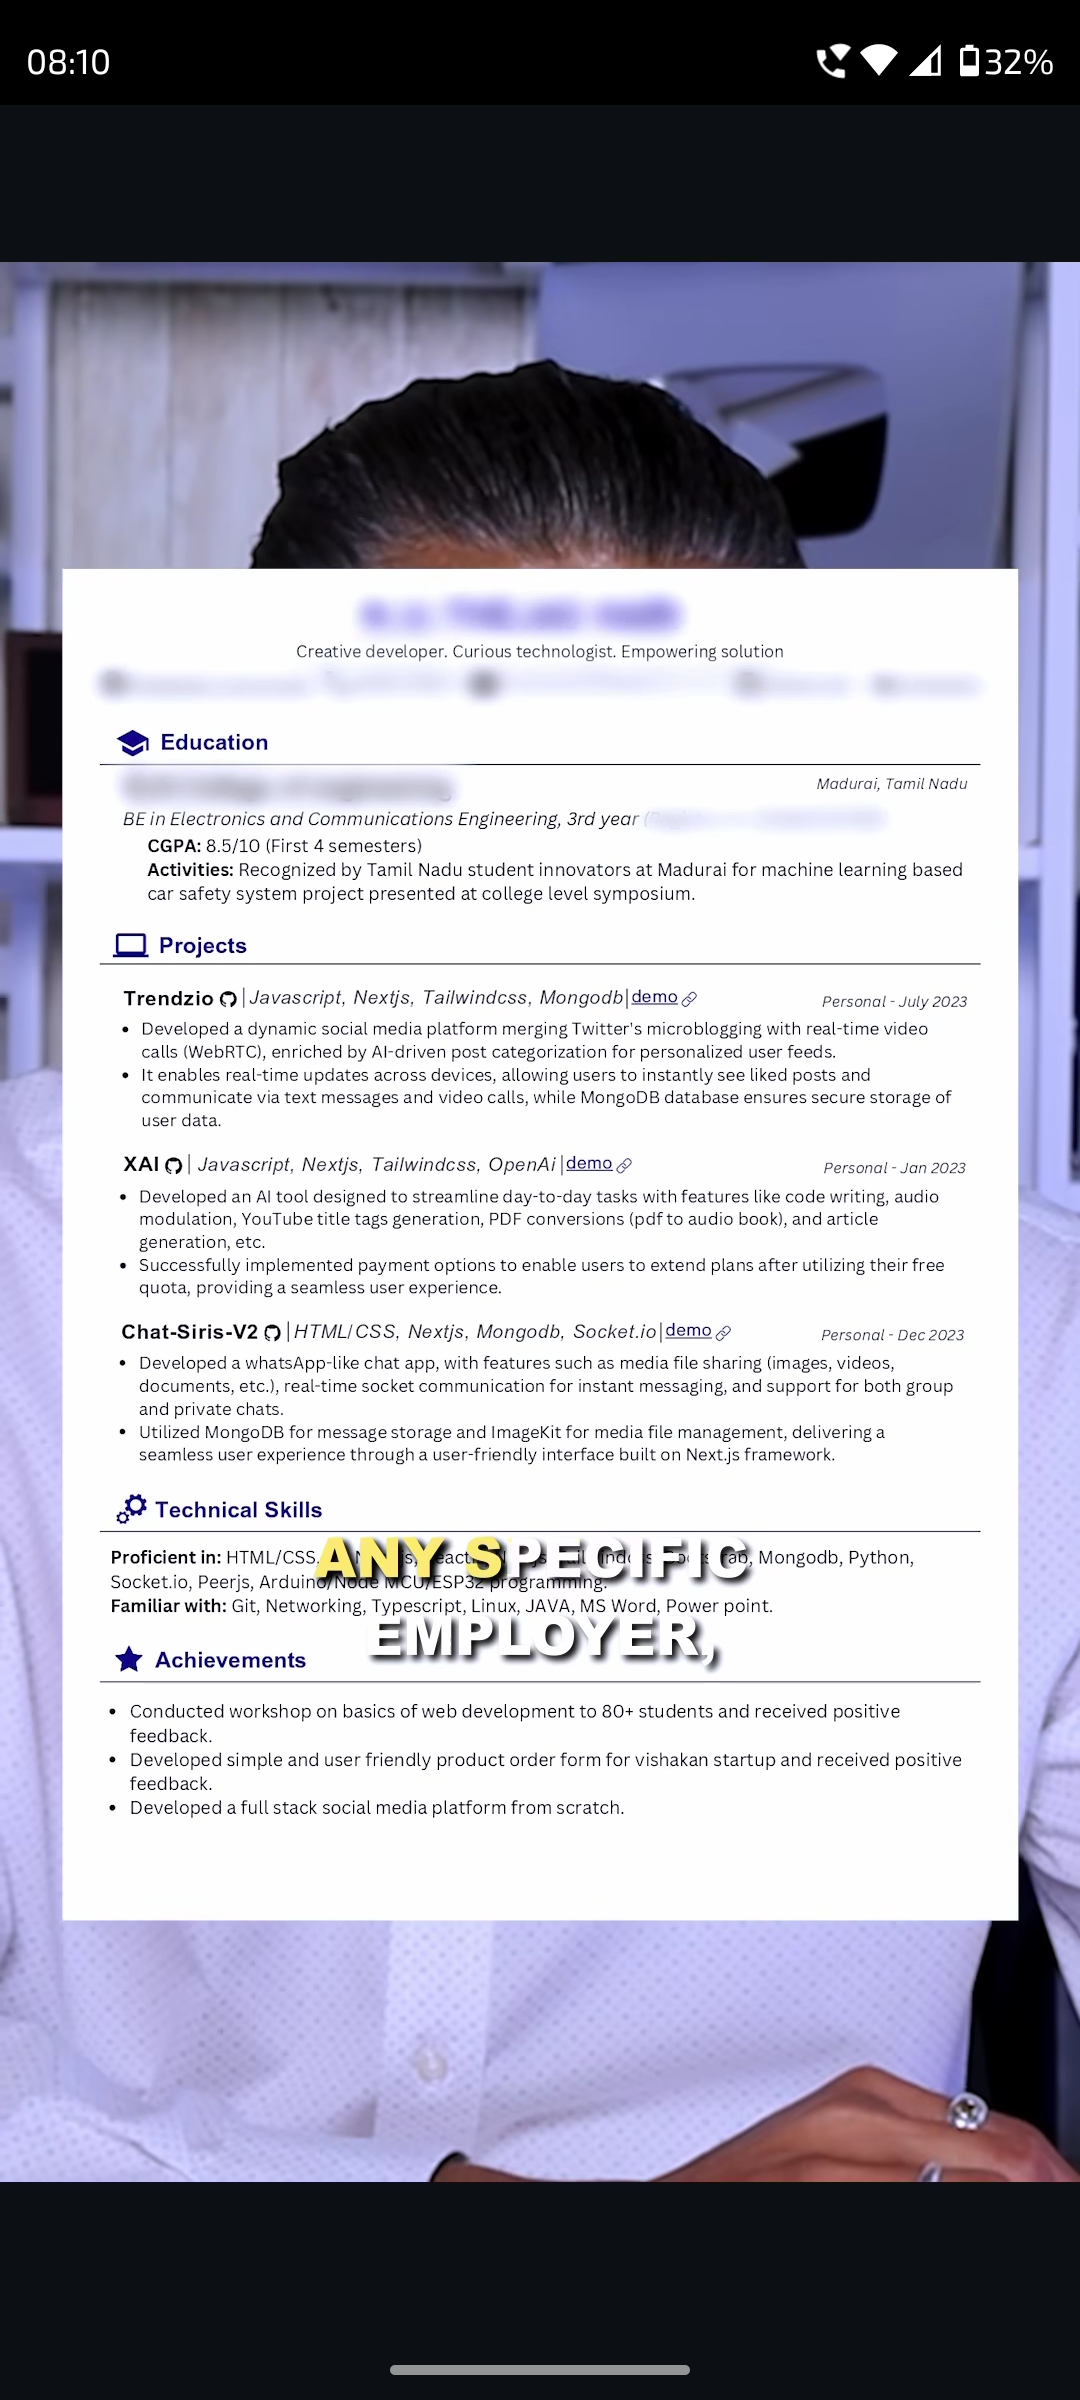 08:10
32%
Creative developer. Curious technologist. Empowering solution
Education
Madurai, Tamil Nadu
BE in Electronics and Communications Engineering, 3rd year
CGPA: 8.5/10 (First 4 semesters)
Activities: Recognized by Tamil Nadu student innovators at Madurai for machine learning based
car safety system project presented at college level symposium.
Projects
Trendzio | Javascript, Nextjs, Tailwindcss, Mongodb| demo Personal - July 2023
• Developed a dynamic social media platform merging Twitter's microblogging with real-time video
calls (WebRTC), enriched by AI-driven post categorization for personalized user feeds.
• It enables real-time updates across devices, allowing users to instantly see liked posts and
communicate via text messages and video calls, while MongoDB database ensures secure storage of
user data.
XAI | Javascript, Nextjs, Tailwindcss, OpenAi |demo Personal - Jan 2023
• Developed an AI tool designed to streamline day-to-day tasks with features like code writing, audio
modulation, YouTube title tags generation, PDF conversions (pdf to audio book), and article
generation, etc.
• Successfully implemented payment options to enable users to extend plans after utilizing their free
quota, providing a seamless user experience.
Chat-Siris-V2 |HTML/CSS, Nextjs, Mongodb, Socket.io|demo Personal - Dec 2023
• Developed a whatsApp-like chat app, with features such as media file sharing (images, videos,
documents, etc.), real-time socket communication for instant messaging, and support for both group
and private chats.
• Utilized MongoDB for message storage and ImageKit for media file management, delivering a
seamless user experience through a user-friendly interface built on Next.js framework.
Technical Skills
Proficient in: HTML/CSS, Mongodb, Python,
Socket.io, Peerjs, Arduino/Node MCU/ESP32 programming.
Familiar with: Git, Networking, Typescript, Linux, JAVA, MS Word, Power point.
ANY SPECIFIC
EMPLOYER,
Achievements
• Conducted workshop on basics of web development to 80+ students and received positive
feedback.
• Developed simple and user friendly product order form for vishakan startup and received positive
feedback.
• Developed a full stack social media platform from scratch.